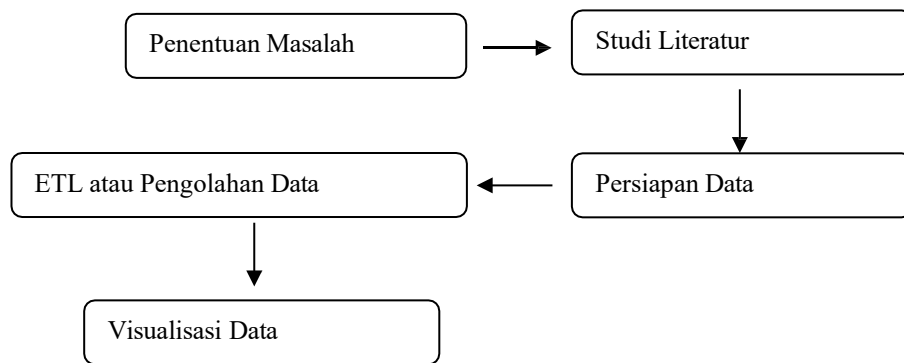 Penentuan Masalah
Studi Literatur
Persiapan Data
ETL atau Pengolahan Data
Visualisasi Data